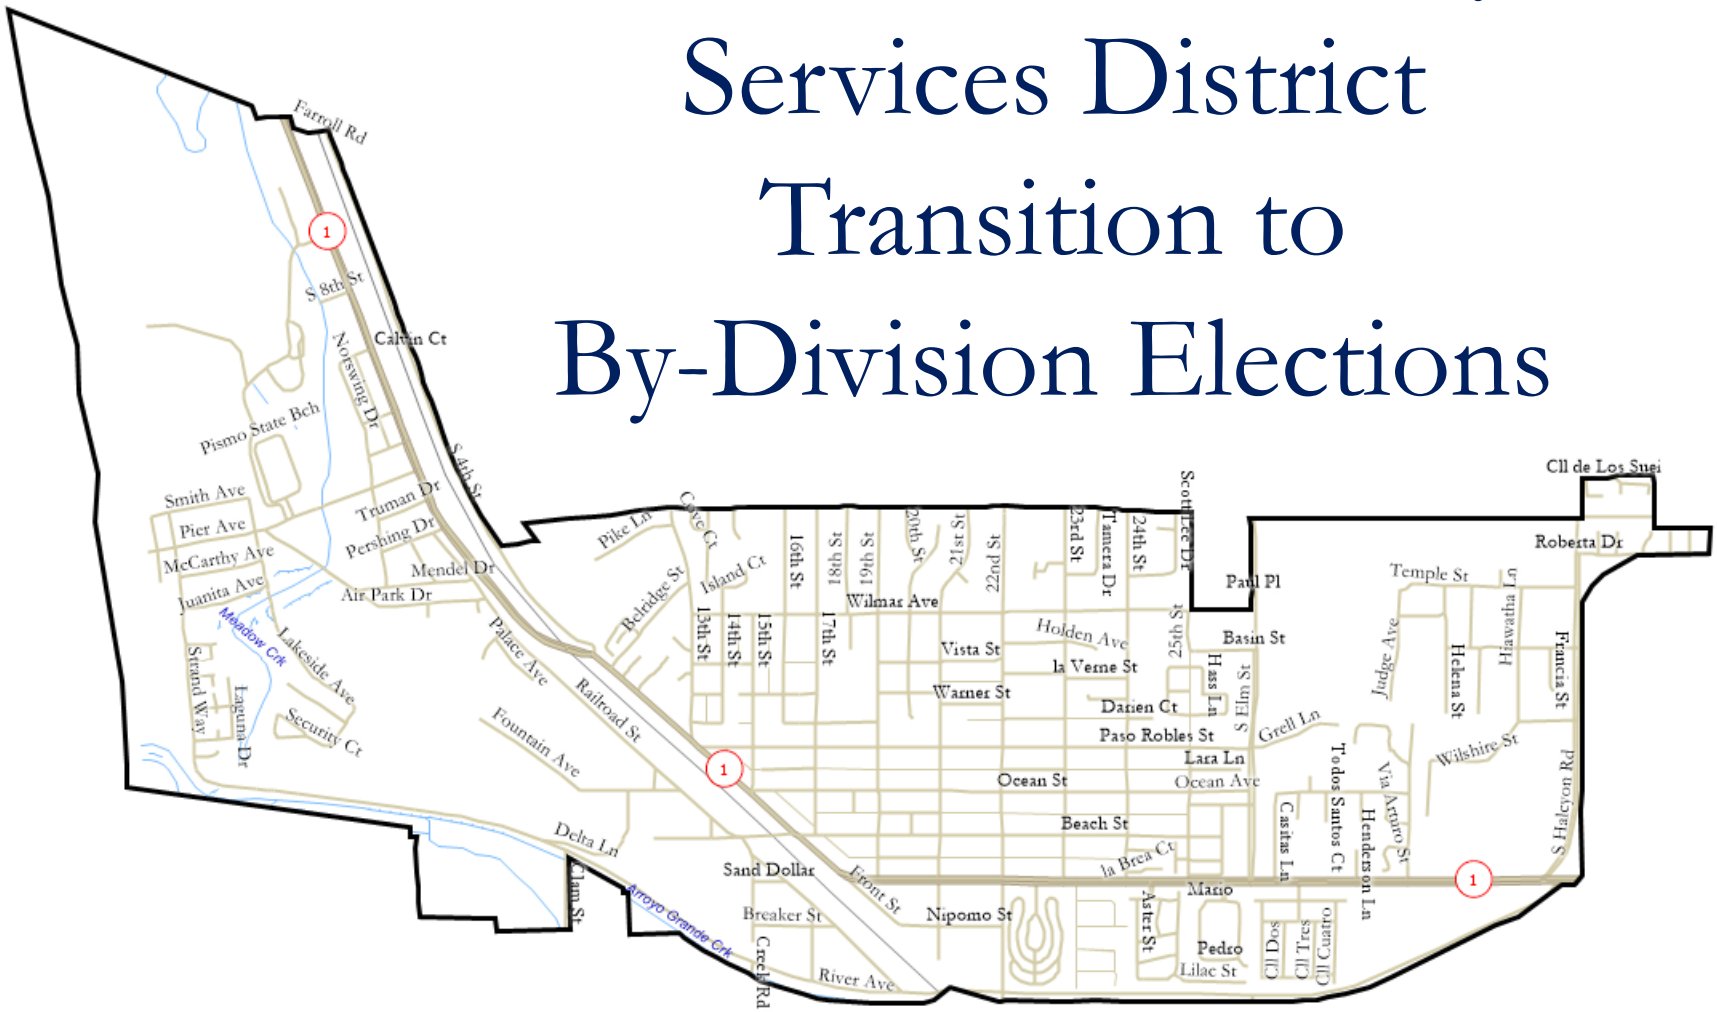 Services District
Transition to
By-Division Elections
Farroll Rd
1
S 8th St
Calvin Ct
Norswing Dr
Pismo State Bch
S 4th St
Cll de Los Suei
Smith Ave
Truman Dr
Pike Ln
Cove Ct
Scott Lee Dr
Pier Ave
Pershing Dr
16th St
18th St
19th St
20th St
21st St
22nd St
23rd St
Tamera Dr
24th St
Roberta Dr
McCarthy Ave
Mendel Dr
Island Ct
Paul Pl
Temple St
Hiawatha Ln
Juanita Ave
Air Park Dr
Belridge St
Wilmar Ave
Meadow Crk
Palace Ave
13th St
14th St
15th St
17th St
Vista St
Holden Ave
25th St
Basin St
Lakeside Ave
la Verne St
Judge Ave
Helena St
Francia St
Strand Way
Laguna Dr
Railroad St
Warner St
Hass Ln
S Elm St
Darien Ct
Security Ct
Fountain Ave
Paso Robles St
Grell Ln
Wilshire St
1
Lara Ln
Ocean St
Ocean Ave
Todos Santos Ct
Via Arturo St
S Halcyon Rd
Delta Ln
Beach St
Casitas Ln
Henderson Ln
Sand Dollar
la Brea Ct
1
Clam St
Front St
Mario
Arroyo Grande Crk
Breaker St
Nipomo St
Aster St
Pedro
Cll Dos
Cll Tres
Cll Cuatro
Creek Rd
River Ave
Lilac St